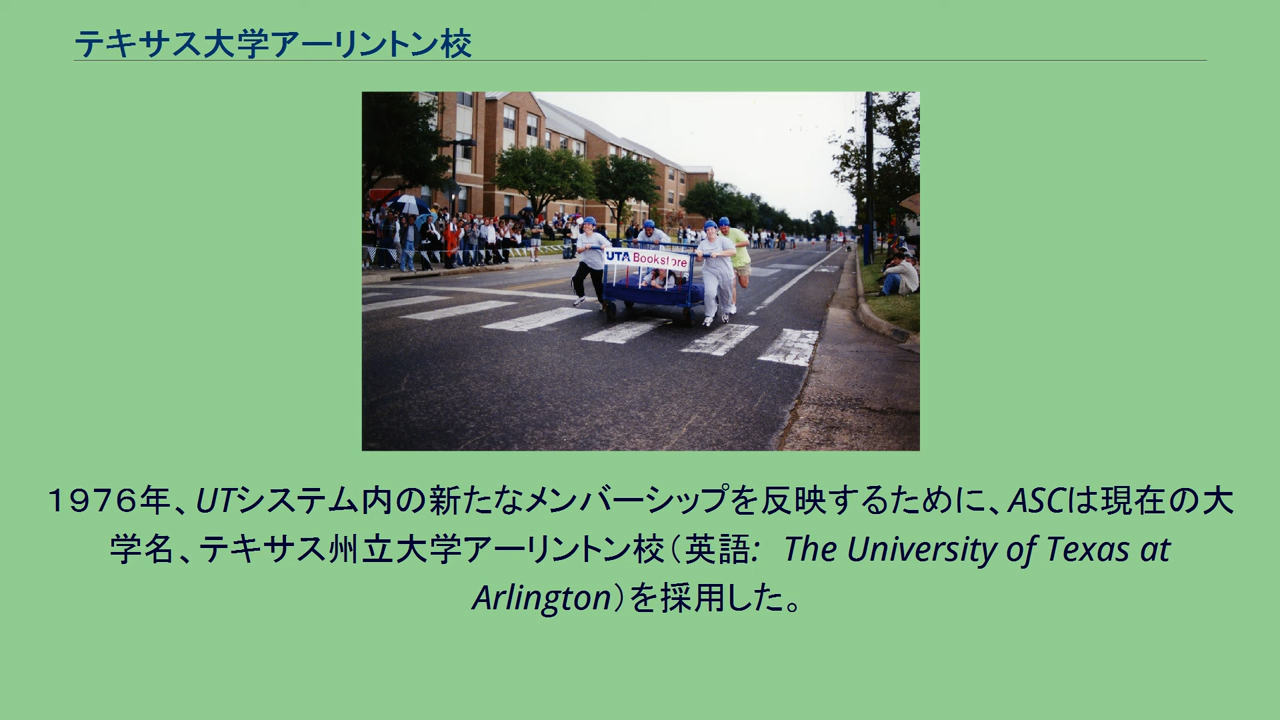 テキサス大学アーリントン校
UTA Bookstore
１９７６年、UTシステム内の新たなメンバーシップを反映するために、ASCは現在の大
学名、テキサス州立大学アーリントン校（英語:　The University of Texas at
Arlington）を採用した。